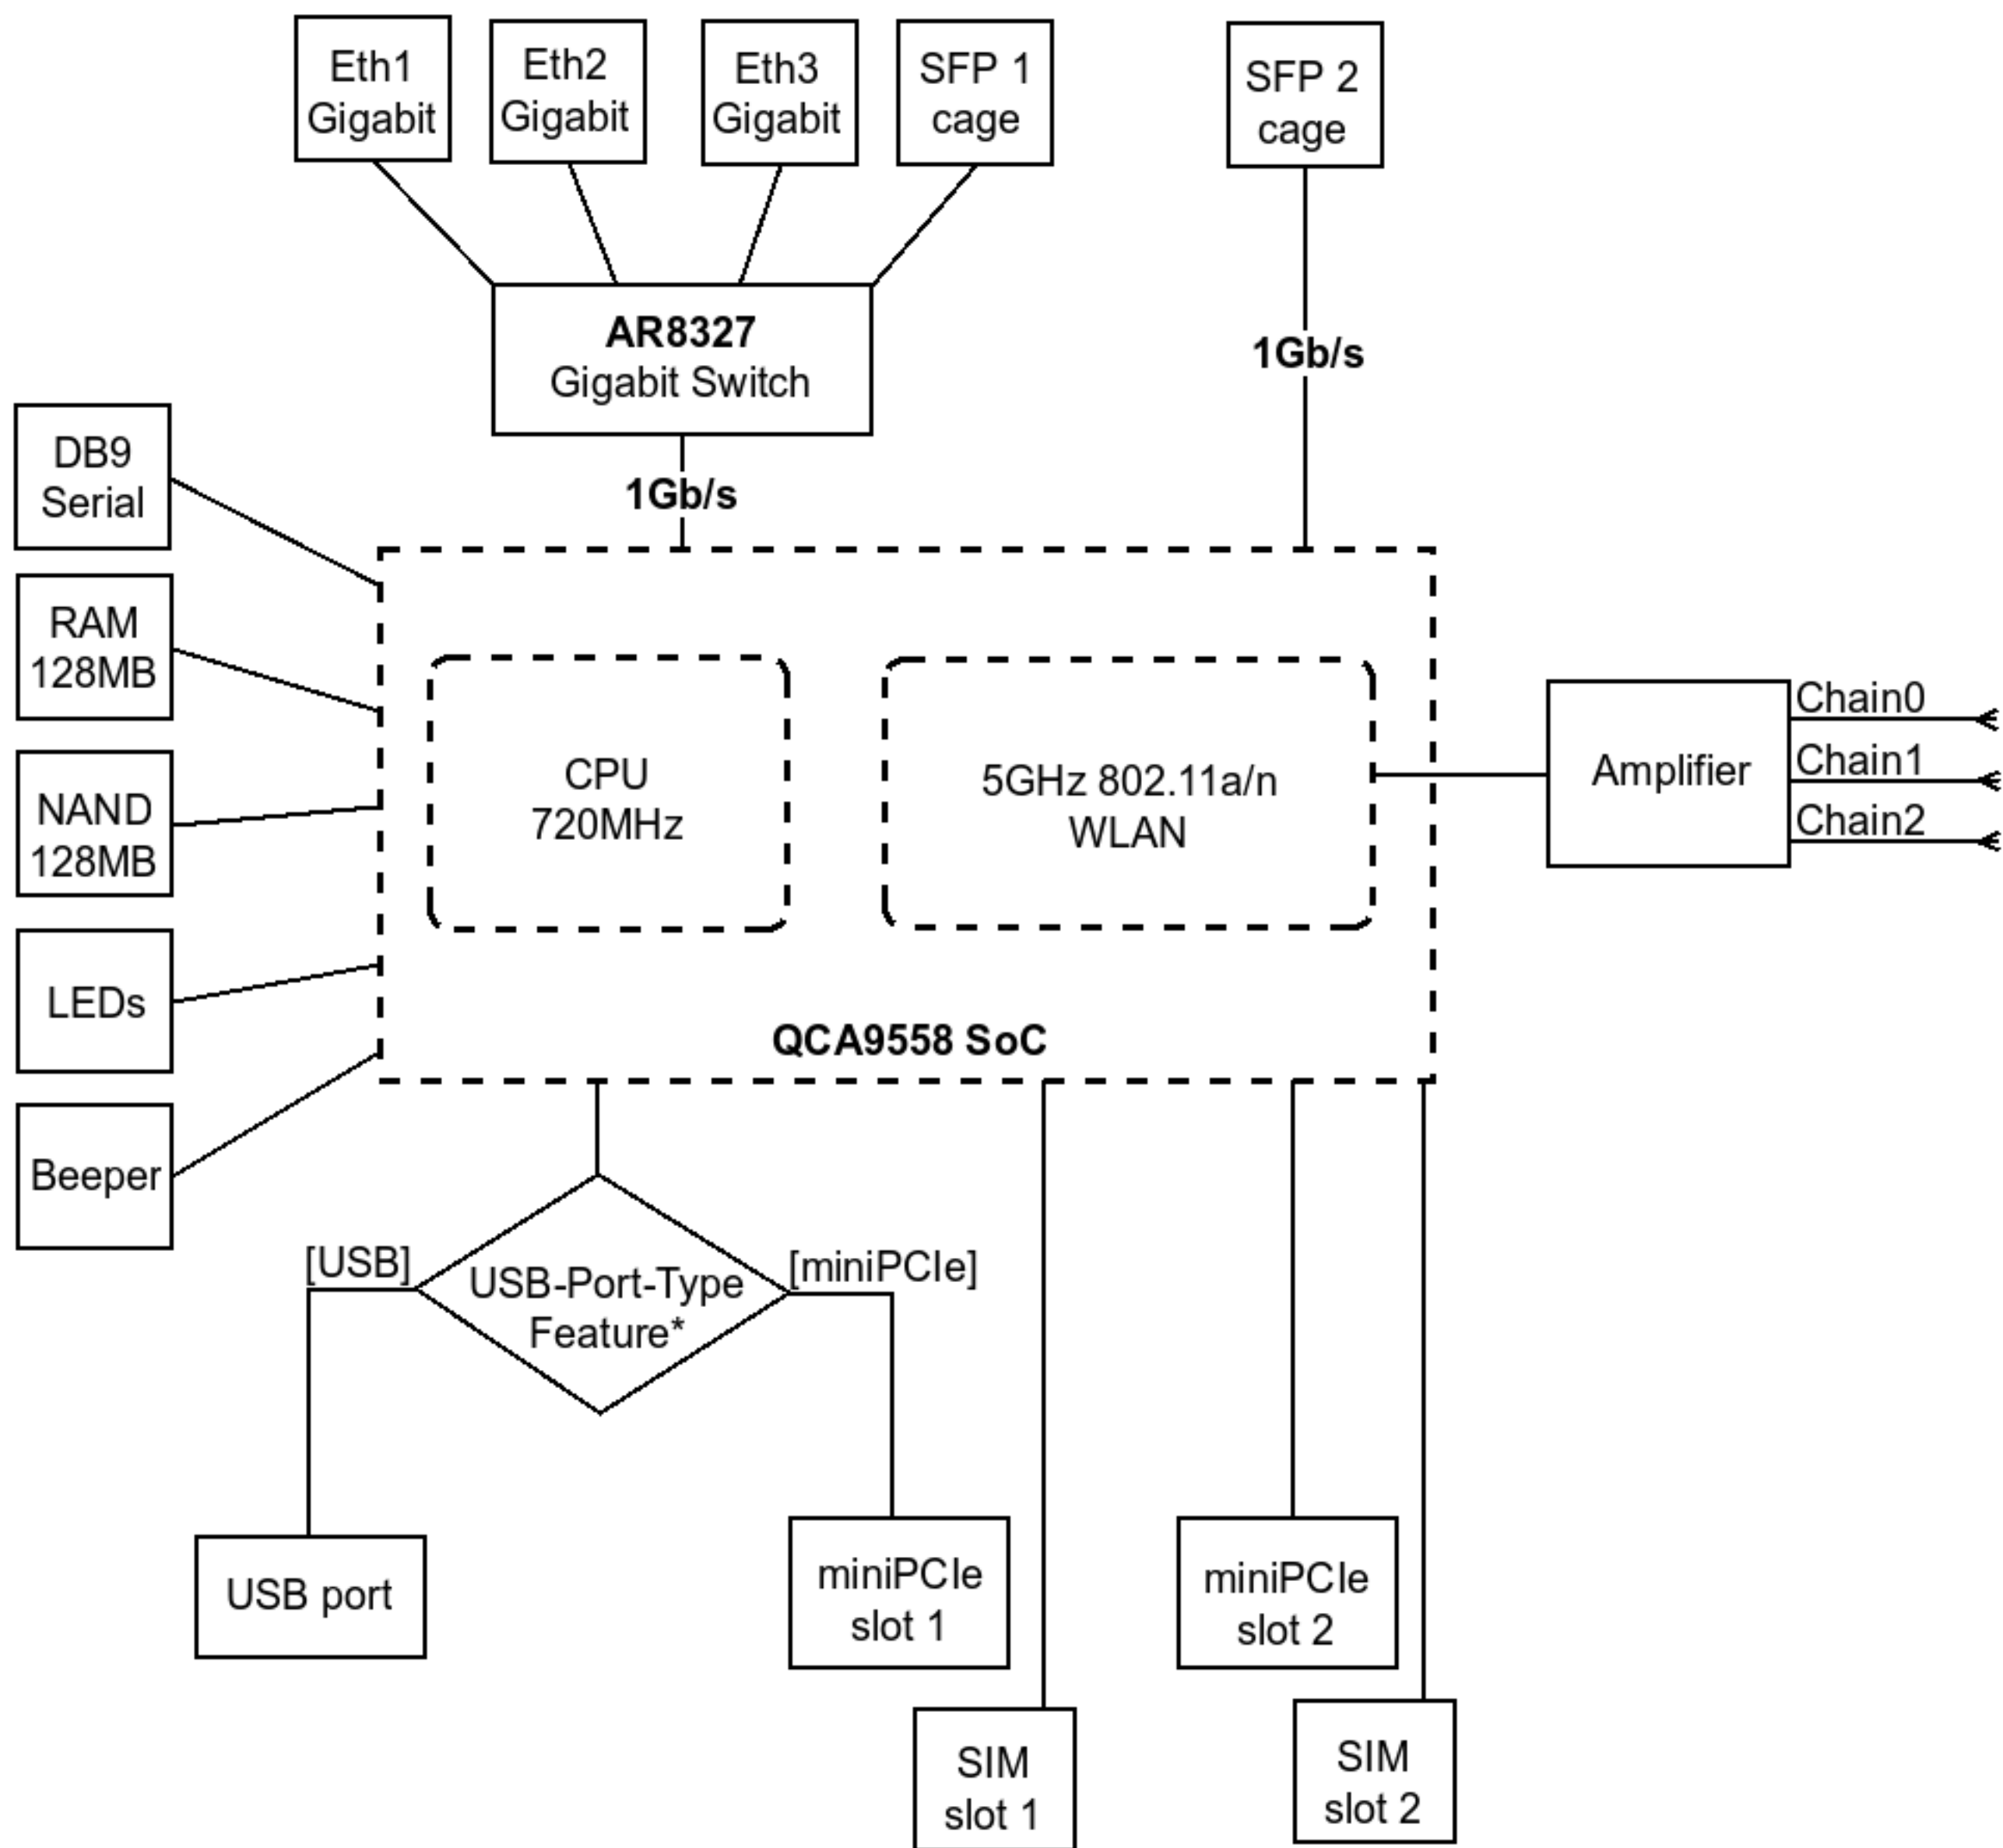 Eth1
Gigabit
Eth2
Gigabit
Eth3
Gigabit
SFP 1
cage
SFP 2
cage
AR8327
Gigabit Switch
1Gb/s
1Gb/s
DB9
Serial
RAM
128MB
NAND
128MB
LEDs
Beeper
CPU
720MHz
5GHz 802.11a/n
WLAN
QCA9558 SoC
Amplifier
Chain0
Chain1
Chain2
[USB]
USB-Port-Type
Feature*
[miniPCIe]
USB port
miniPCIe
slot 1
miniPCIe
slot 2
SIM
slot 1
SIM
slot 2